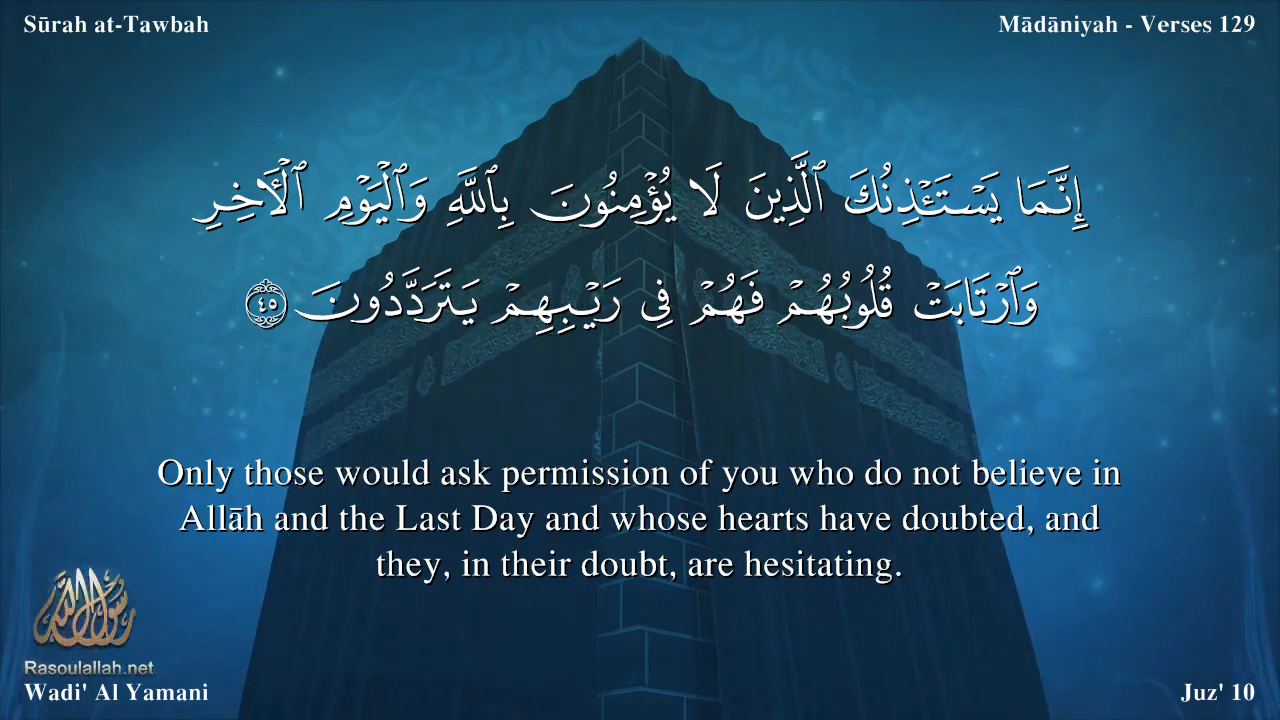 Sūrah at-Tawbah
Mādāniyah - Verses 129
إِنَّمَا يَسْتَـْٔذِنُكَ ٱلَّذِينَ لَا يُؤْمِنُونَ بِٱللَّهِ وَٱلْيَوْمِ ٱلْـَٔاخِرِ
وَٱرْتَابَتْ قُلُوبُهُمْ فَهُمْ فِى رَيْبِهِمْ يَتَرَدَّدُونَ ٤٥
Only those would ask permission of you who do not believe in
Allāh and the Last Day and whose hearts have doubted, and
they, in their doubt, are hesitating.
رسول الله
Rasoulallah.net
Wadi' Al Yamani
Juz' 10